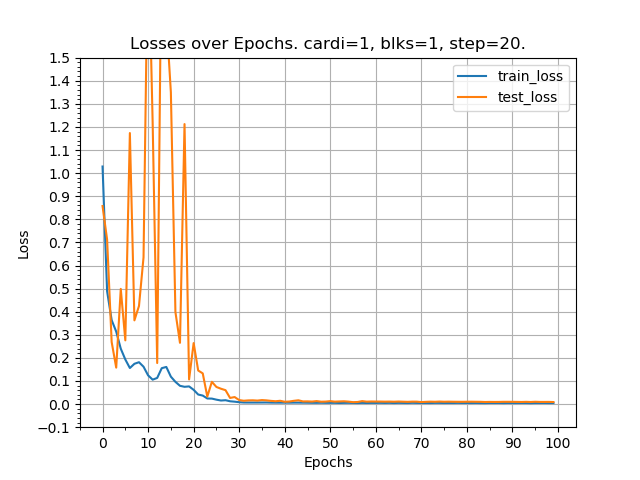 Losses over Epochs. cardi=1, blks=1, step=20.
train_loss
test_loss
Loss
1.5
1.4
1.3
1.2
1.1
1.0
0.9
0.8
0.7
0.6
0.5
0.4
0.3
0.2
0.1
0.0
−0.1
0 10 20 30 40 50 60 70 80 90 100
Epochs